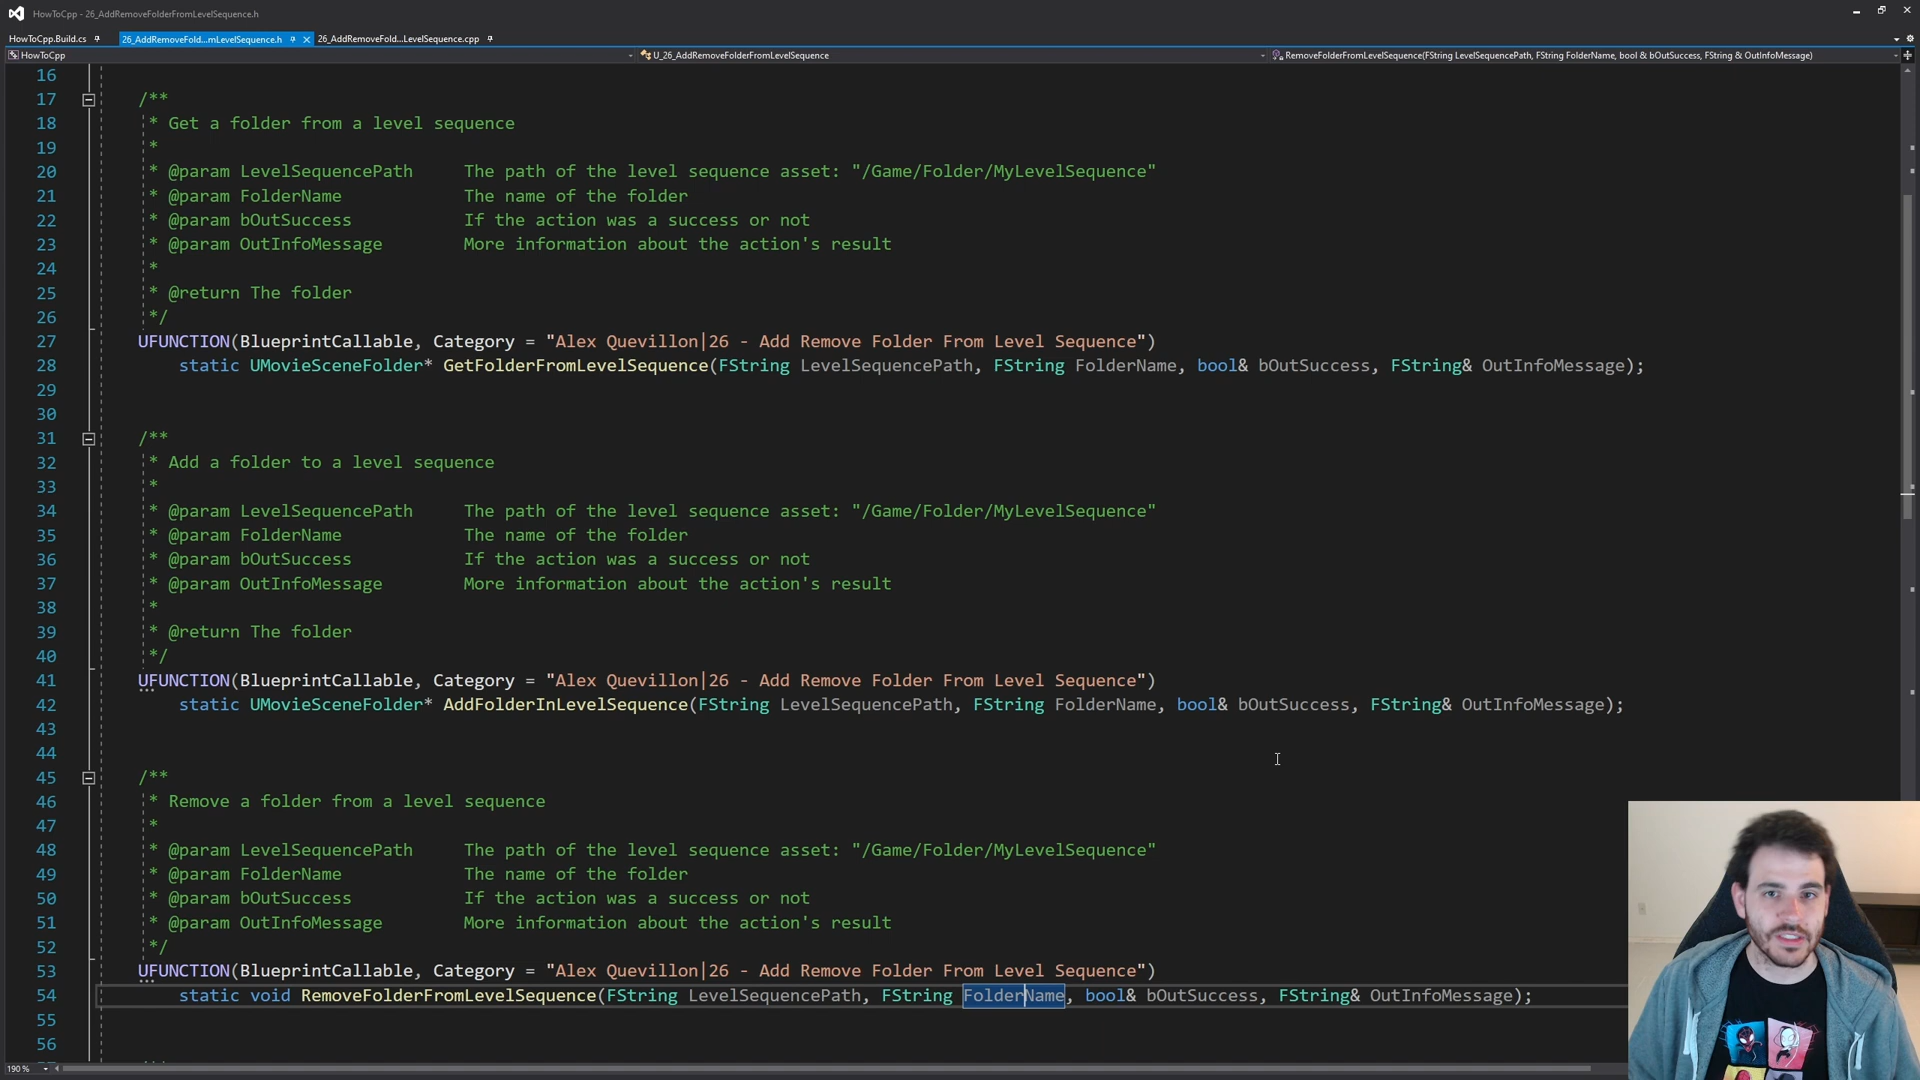 HowToCpp - 26_AddRemoveFolderFromLevelSequence.h
HowToCpp.Build.cs
26_AddRemoveFold...mLevelSequence.h
26_AddRemoveFold...LevelSequence.cpp
HowToCpp
U_26_AddRemoveFolderFromLevelSequence
RemoveFolderFromLevelSequence(FString LevelSequencePath, FString FolderName, bool & bOutSuccess, FString & OutInfoMessage)
16
17 /**
18 * Get a folder from a level sequence
19 *
20 * @param LevelSequencePath The path of the level sequence asset: "/Game/Folder/MyLevelSequence"
21 * @param FolderName The name of the folder
22 * @param bOutSuccess If the action was a success or not
23 * @param OutInfoMessage More information about the action's result
24 *
25 * @return The folder
26 */
27 UFUNCTION(BlueprintCallable, Category = "Alex Quevillon|26 - Add Remove Folder From Level Sequence")
28 static UMovieSceneFolder* GetFolderFromLevelSequence(FString LevelSequencePath, FString FolderName, bool& bOutSuccess, FString& OutInfoMessage);
29
30
31 /**
32 * Add a folder to a level sequence
33 *
34 * @param LevelSequencePath The path of the level sequence asset: "/Game/Folder/MyLevelSequence"
35 * @param FolderName The name of the folder
36 * @param bOutSuccess If the action was a success or not
37 * @param OutInfoMessage More information about the action's result
38 *
39 * @return The folder
40 */
41 UFUNCTION(BlueprintCallable, Category = "Alex Quevillon|26 - Add Remove Folder From Level Sequence")
42 static UMovieSceneFolder* AddFolderInLevelSequence(FString LevelSequencePath, FString FolderName, bool& bOutSuccess, FString& OutInfoMessage);
43
44
45 /**
46 * Remove a folder from a level sequence
47 *
48 * @param LevelSequencePath The path of the level sequence asset: "/Game/Folder/MyLevelSequence"
49 * @param FolderName The name of the folder
50 * @param bOutSuccess If the action was a success or not
51 * @param OutInfoMessage More information about the action's result
52 */
53 UFUNCTION(BlueprintCallable, Category = "Alex Quevillon|26 - Add Remove Folder From Level Sequence")
54 static void RemoveFolderFromLevelSequence(FString LevelSequencePath, FString FolderName, bool& bOutSuccess, FString& OutInfoMessage);
55
56
190 %